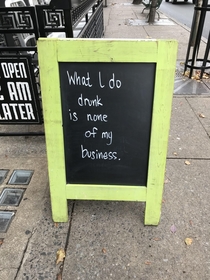 OPEN
AM
LATER
What I do
drunk
is none
of my
business.